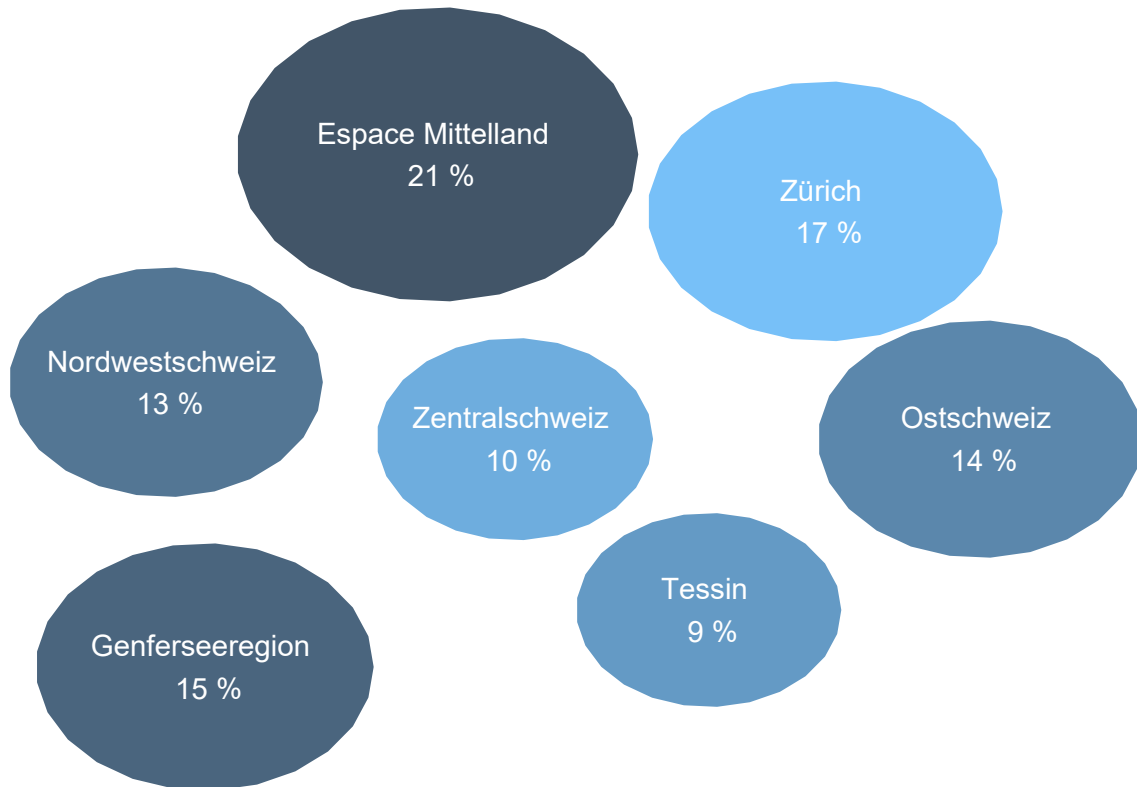 Espace Mittelland
21 %
Zürich
17 %
Nordwestschweiz
13 %
Zentralschweiz
10 %
Ostschweiz
14 %
Tessin
9 %
Genferseeregion
15 %